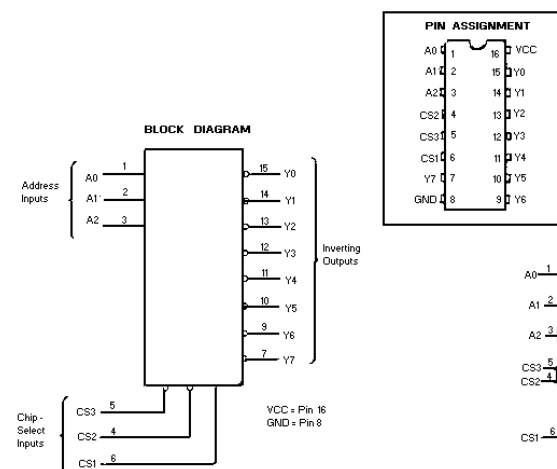 PIN ASSIGNMENT
A0 1 16 VCC
A1 2 15 Y0
A2 3 14 Y1
CS2 4 13 Y2
CS3 5 12 Y3
CS1 6 11 Y4
Y7 7 10 Y5
GND 8 9 Y6
BLOCK DIAGRAM
Address
Inputs
A0 1
A1 2
A2 3
15 Y0
14 Y1
13 Y2
12 Y3
11 Y4
10 Y5
9 Y6
7 Y7
Inverting
Outputs
Chip-
Select
Inputs
CS3 5
CS2 4
CS1 6
VCC = Pin 16
GND = Pin 8
A0 1
A1 2
A2 3
CS3 5
CS2 4
CS1 6